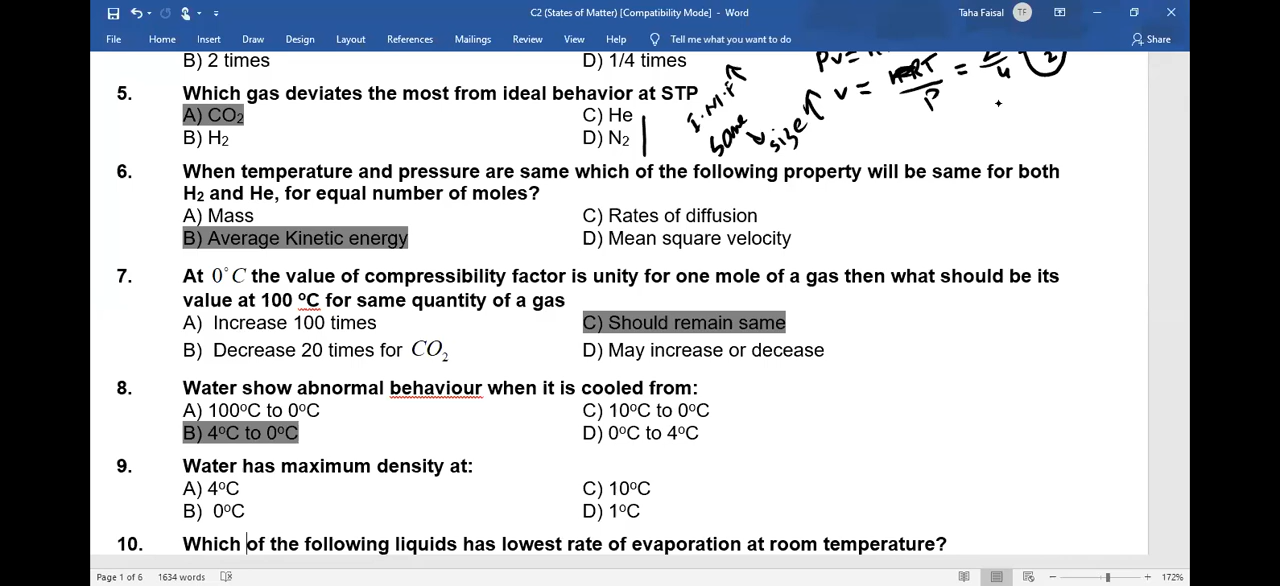 C2 (States of Matter) [Compatibility Mode] - Word
Taha Faisal TF
File Home Insert Draw Design Layout References Mailings Review View Help Tell me what you want to do Share
B) 2 times D) 1/4 times
5. Which gas deviates the most from ideal behavior at STP
A) CO₂ C) He
B) H₂ D) N₂
I.M.F ↑
Same size ↑
V = RT/P = 2/4
6. When temperature and pressure are same which of the following property will be same for both
H₂ and He, for equal number of moles?
A) Mass C) Rates of diffusion
B) Average Kinetic energy D) Mean square velocity
7. At 0°C the value of compressibility factor is unity for one mole of a gas then what should be its
value at 100 ºC for same quantity of a gas
A) Increase 100 times C) Should remain same
B) Decrease 20 times for CO₂ D) May increase or decease
8. Water show abnormal behaviour when it is cooled from:
A) 100ºC to 0ºC C) 10ºC to 0ºC
B) 4ºC to 0ºC D) 0ºC to 4ºC
9. Water has maximum density at:
A) 4ºC C) 10ºC
B) 0ºC D) 1ºC
10. Which of the following liquids has lowest rate of evaporation at room temperature?
Page 1 of 6 1634 words 172%